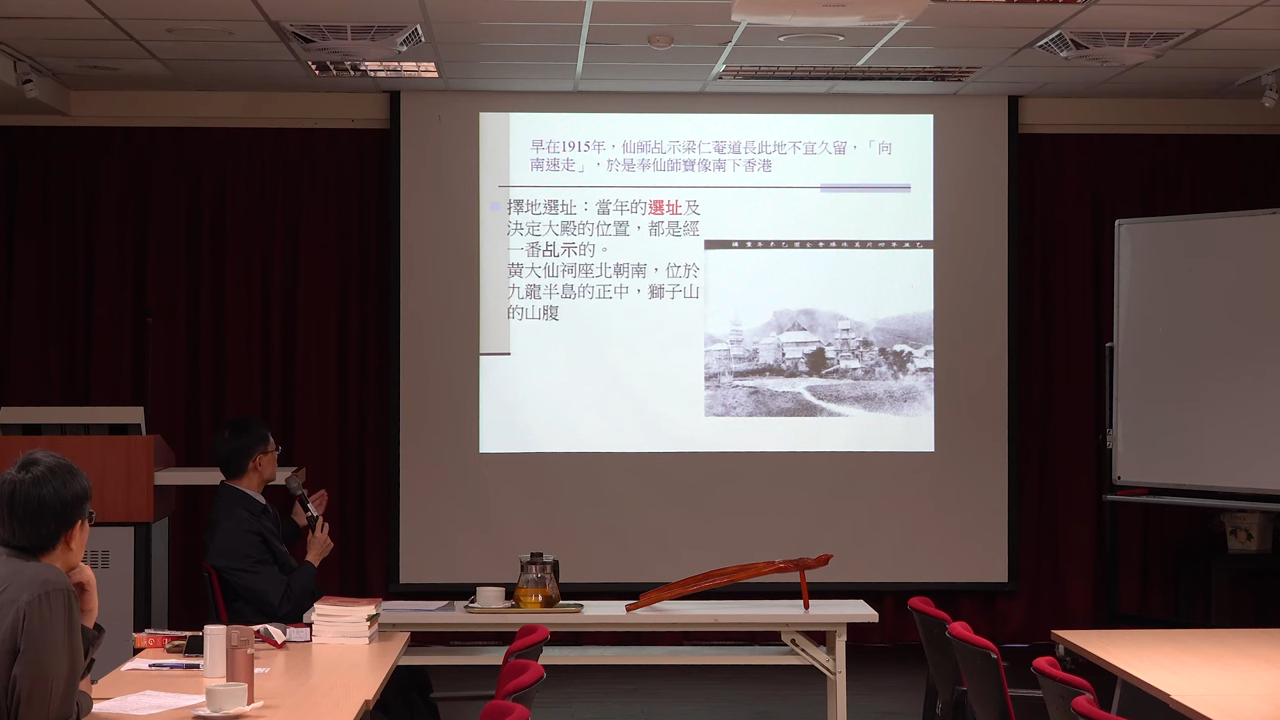 早在1915年，仙師乩示梁仁菴道長此地不宜久留，「向
南速走」，於是奉仙師寶像南下香港
擇地選址：當年的選址及
決定大殿的位置，都是經
一番乩示的。
黃大仙祠座北朝南，位於
九龍半島的正中，獅子山
的山腹